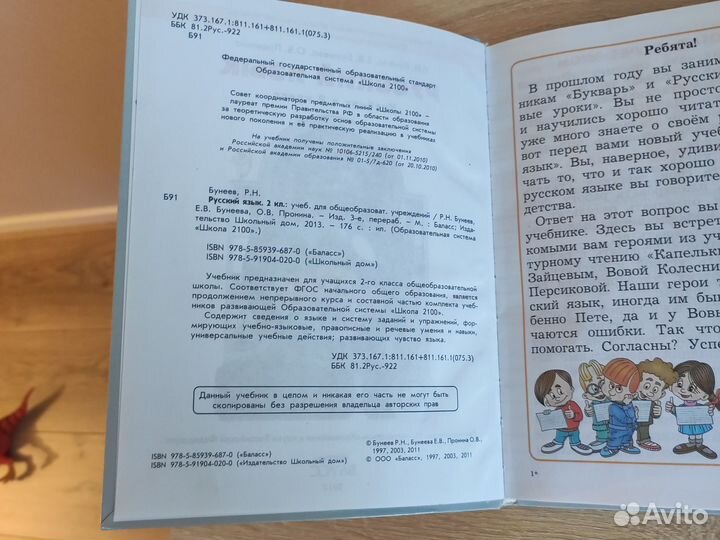 УДК 373.167.1:811.161+811.161.1(075.3)
ББК 81.2Рус.-922
Б91
Федеральный государственный образовательный стандарт
Образовательная система «Школа 2100»
Совет координаторов предметных линий «Школы 2100» –
лауреат премии Правительства РФ в области образования
за теоретическую разработку основ образовательной системы
нового поколения и её практическую реализацию в учебниках
На учебник получены положительные заключения
Российской академии наук № 10106-5215/240 (от 01.11.2010)
и Российской академии образования № 01-5/7д-620 (от 20.10.2010)
Бунеев, Р.Н.
Б91 Русский язык. 2 кл.: учеб. для общеобразоват. учреждений / Р.Н. Бунеев,
Е.В. Бунеева, О.В. Пронина. – Изд. 3-е, перераб. – М. : Баласс; Изда-
тельство Школьный дом, 2013. – 176 с. : ил. (Образовательная система
«Школа 2100».)
ISBN 978-5-85939-687-0 («Баласс»)
ISBN 978-5-91904-020-0 («Школьный дом»)
Учебник предназначен для учащихся 2-го класса общеобразовательной
школы. Соответствует ФГОС начального общего образования, является
продолжением непрерывного курса и составной частью комплекта учеб-
ников развивающей Образовательной системы «Школа 2100».
Содержит сведения о языке и систему заданий и упражнений, фор-
мирующих учебно-языковые, правописные и речевые умения и навыки,
универсальные учебные действия; развивающих чувство языка.
УДК 373.167.1:811.161+811.161.1(075.3)
ББК 81.2Рус.-922
Данный учебник в целом и никакая его часть не могут быть
скопированы без разрешения владельца авторских прав
© Бунеев Р.Н., Бунеева Е.В., Пронина О.В.,
1997, 2003, 2011
© ООО «Баласс», 1997, 2003, 2011
ISBN 978-5-85939-687-0 («Баласс»)
ISBN 978-5-91904-020-0 («Издательство Школьный дом»)
Ребята!
В прошлом году вы зани
никам «Букварь» и «Русски
вые уроки». Вы не просто
и научились хорошо читат
уже много знаете о своём р
вот перед вами новый учеб
язык». Вы, наверное, удиви
чать то, что и так хорошо
русском языке вы говорите
детства.
Ответ на этот вопрос вы
учебнике. Здесь вы встрет
комыми вам героями из уч
турному чтению «Капельки
Зайцевым, Вовой Колесни
Персиковой. Наши герои т
ский язык, иногда им быв
бенно Пете, да и у Вовы
чаются ошибки. Так что
помогать. Согласны? Успе
1*
Avito